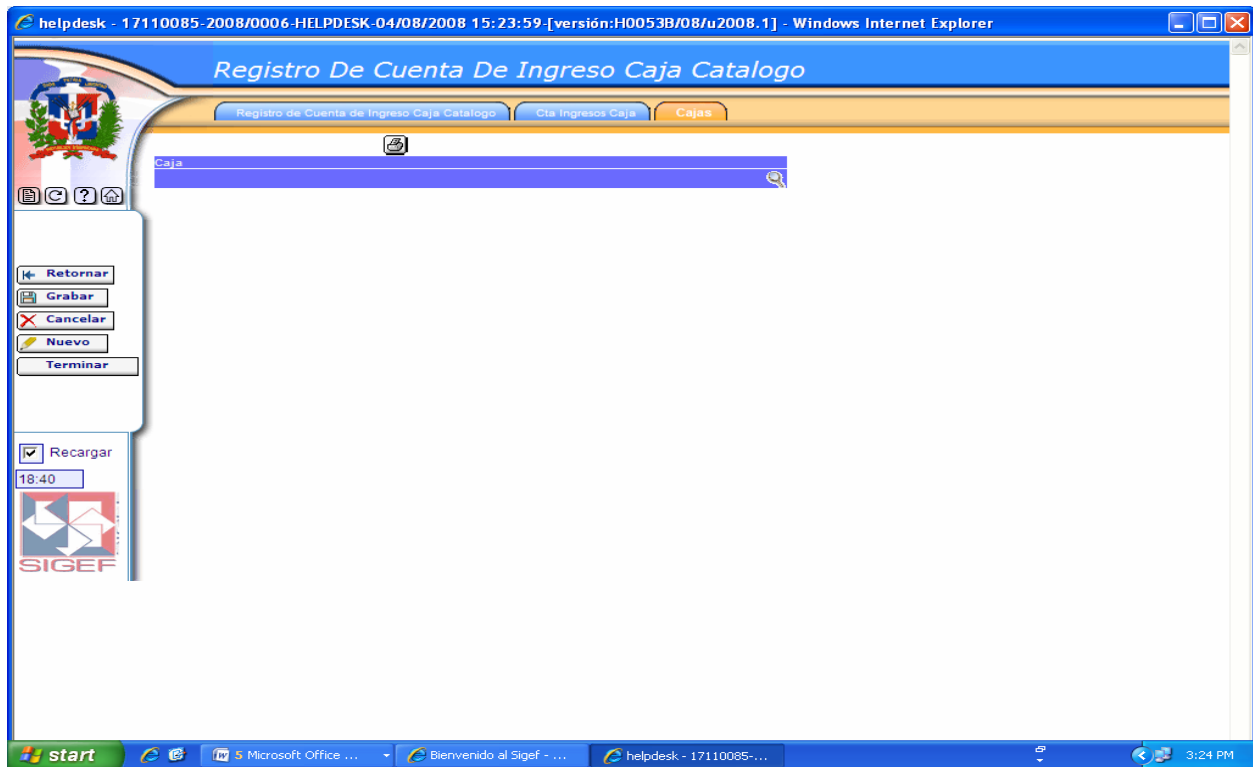 helpdesk - 17110085-2008/0006-HELPDESK-04/08/2008 15:23:59-[versión:H0053B/08/u2008.1] - Windows Internet Explorer
Registro De Cuenta De Ingreso Caja Catalogo
Registro de Cuenta de Ingreso Caja Catalogo Cta Ingresos Caja Cajas
Caja
Retornar
Grabar
Cancelar
Nuevo
Terminar
Recargar
18:40
SIGEF
start 5 Microsoft Office ... Bienvenido al Sigef - ... helpdesk - 17110085-... 3:24 PM